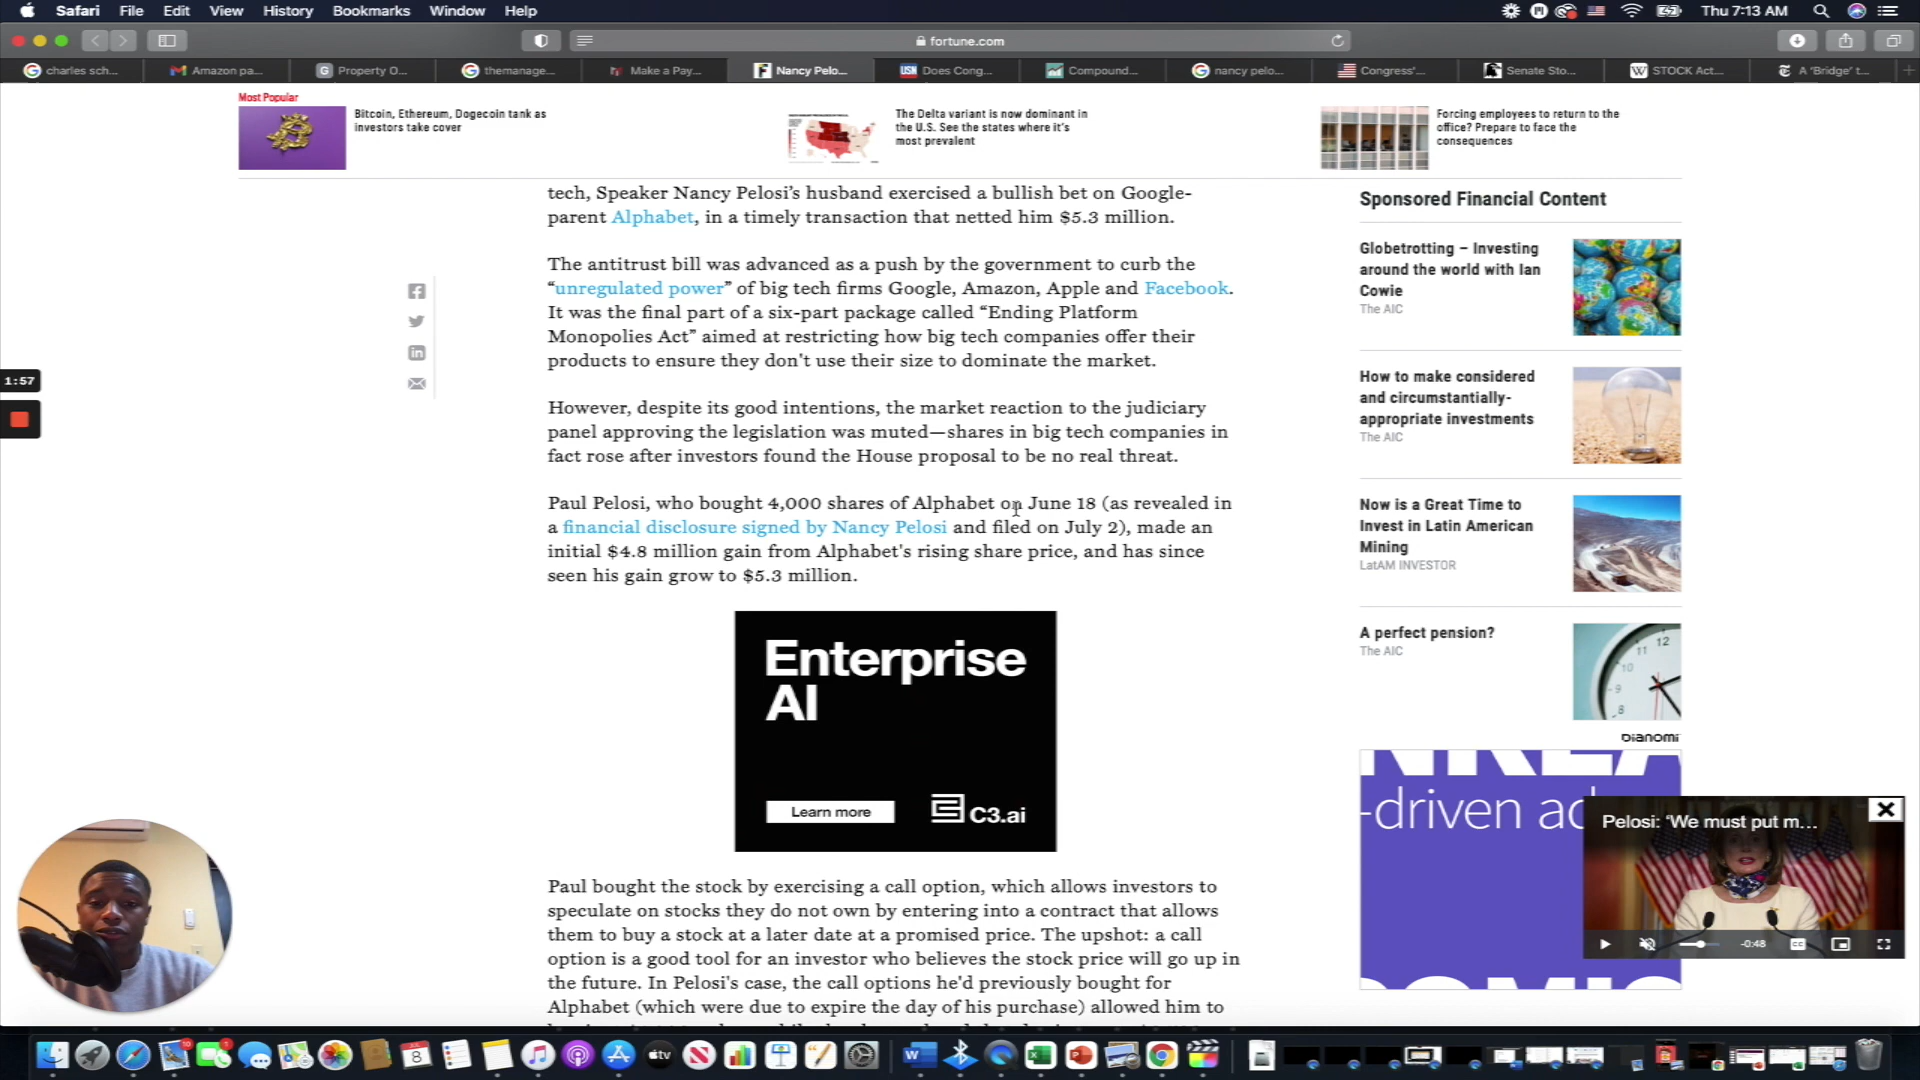 Safari File Edit View History Bookmarks Window Help
Thu 7:13 AM
fortune.com
charles sch...
Amazon pa...
Property O...
themanage...
Make a Pay...
Nancy Pelo...
Does Cong...
Compound...
nancy pelo...
Congress'...
Senate Sto...
STOCK Act...
A 'Bridge' t...
Most Popular
Bitcoin, Ethereum, Dogecoin tank as
investors take cover
The Delta variant is now dominant in
the U.S. See the states where it's
most prevalent
Forcing employees to return to the
office? Prepare to face the
consequences
tech, Speaker Nancy Pelosi's husband exercised a bullish bet on Google-
parent Alphabet, in a timely transaction that netted him $5.3 million.
The antitrust bill was advanced as a push by the government to curb the
“unregulated power” of big tech firms Google, Amazon, Apple and Facebook.
It was the final part of a six-part package called “Ending Platform
Monopolies Act” aimed at restricting how big tech companies offer their
products to ensure they don't use their size to dominate the market.
However, despite its good intentions, the market reaction to the judiciary
panel approving the legislation was muted—shares in big tech companies in
fact rose after investors found the House proposal to be no real threat.
Paul Pelosi, who bought 4,000 shares of Alphabet on June 18 (as revealed in
a financial disclosure signed by Nancy Pelosi and filed on July 2), made an
initial $4.8 million gain from Alphabet's rising share price, and has since
seen his gain grow to $5.3 million.
Enterprise
AI
Learn more
C3.ai
Paul bought the stock by exercising a call option, which allows investors to
speculate on stocks they do not own by entering into a contract that allows
them to buy a stock at a later date at a promised price. The upshot: a call
option is a good tool for an investor who believes the stock price will go up in
the future. In Pelosi's case, the call options he'd previously bought for
Alphabet (which were due to expire the day of his purchase) allowed him to
1:57
Sponsored Financial Content
Globetrotting – Investing
around the world with Ian
Cowie
The AIC
How to make considered
and circumstantially-
appropriate investments
The AIC
Now is a Great Time to
Invest in Latin American
Mining
LatAM INVESTOR
A perfect pension?
The AIC
12
11
10
9
8
1
dianomi
-driven ad
Pelosi: ‘We must put m...
-0:48
CC
JUL
8
10
1
tv